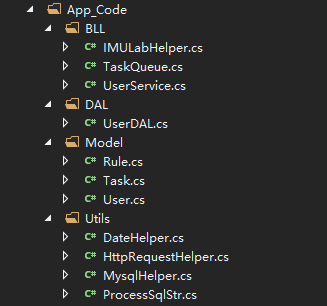 App_Code
BLL
C# IMULabHelper.cs
C# TaskQueue.cs
C# UserService.cs
DAL
C# UserDAL.cs
Model
C# Rule.cs
C# Task.cs
C# User.cs
Utils
C# DateHelper.cs
C# HttpRequestHelper.cs
C# MysqlHelper.cs
C# ProcessSqlStr.cs